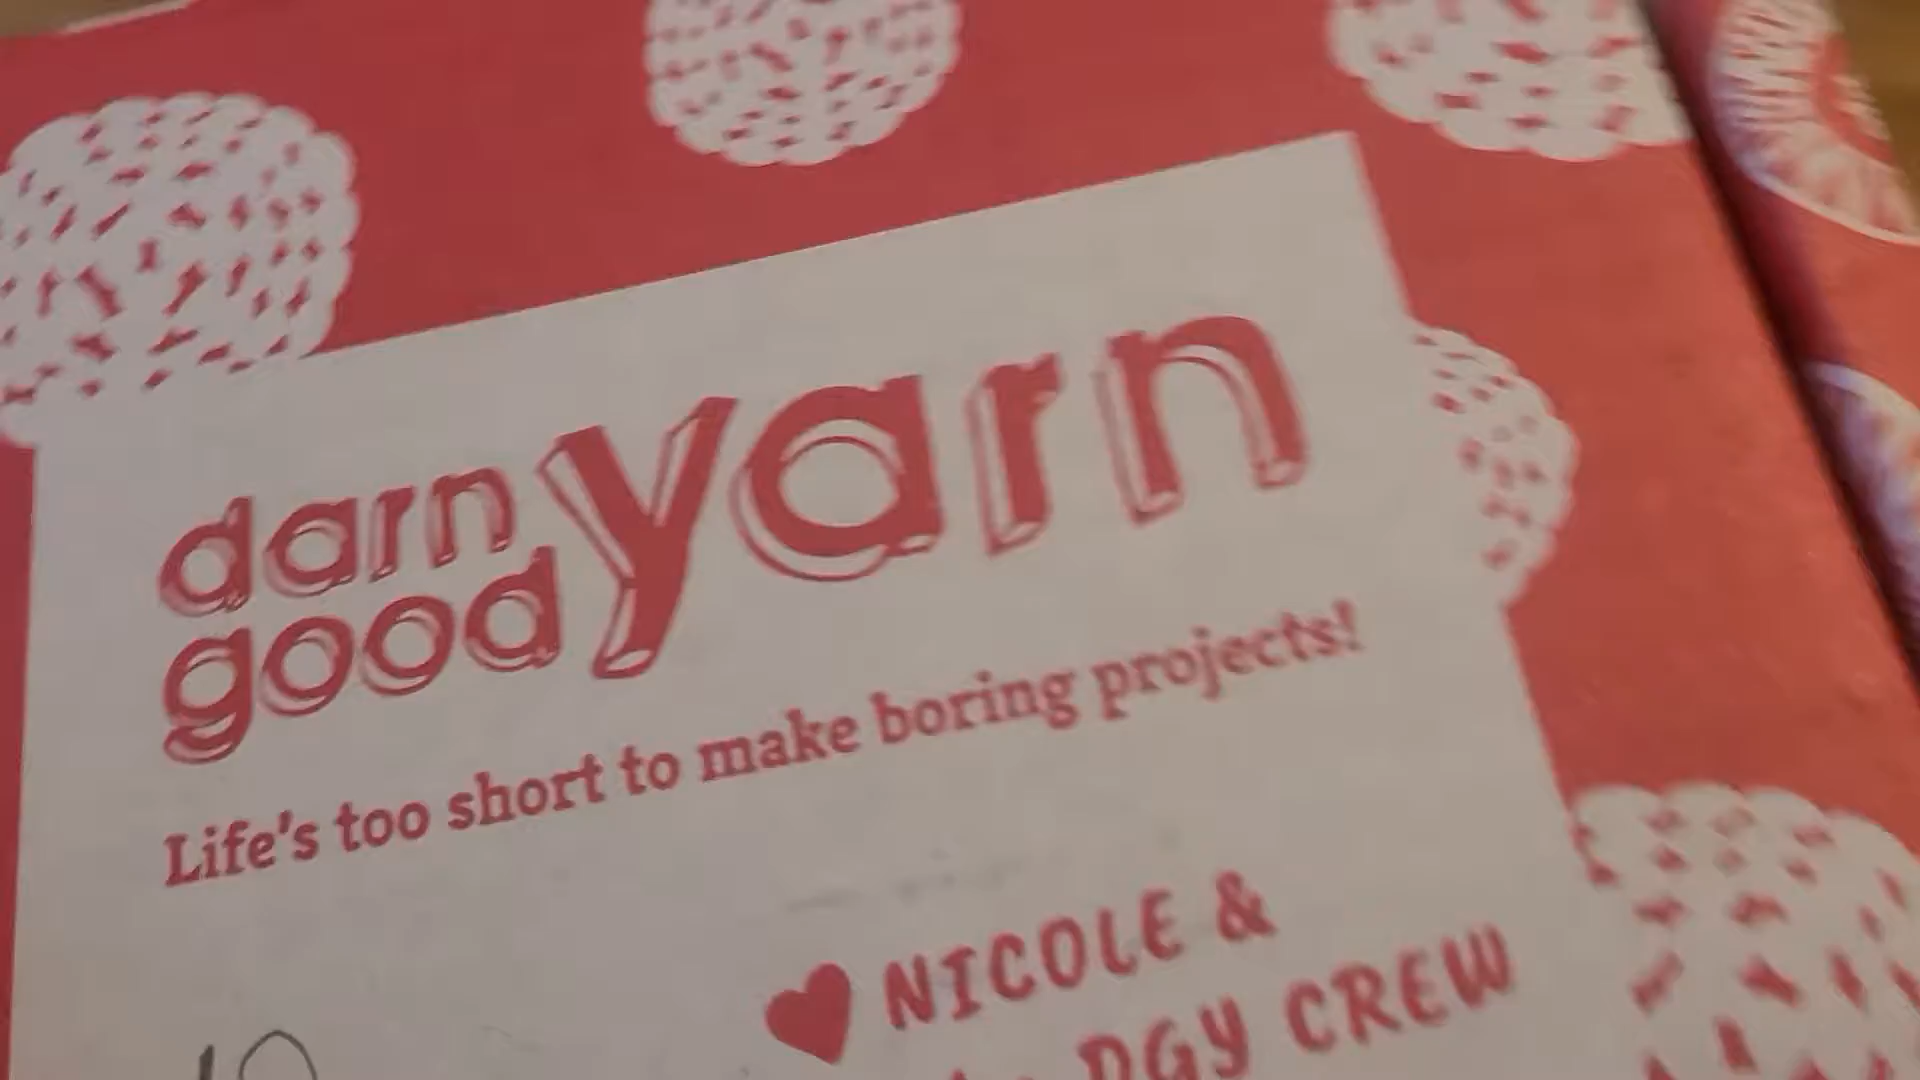 darn
good yarn
Life's too short to make boring projects!
NICOLE &
DGY CREW